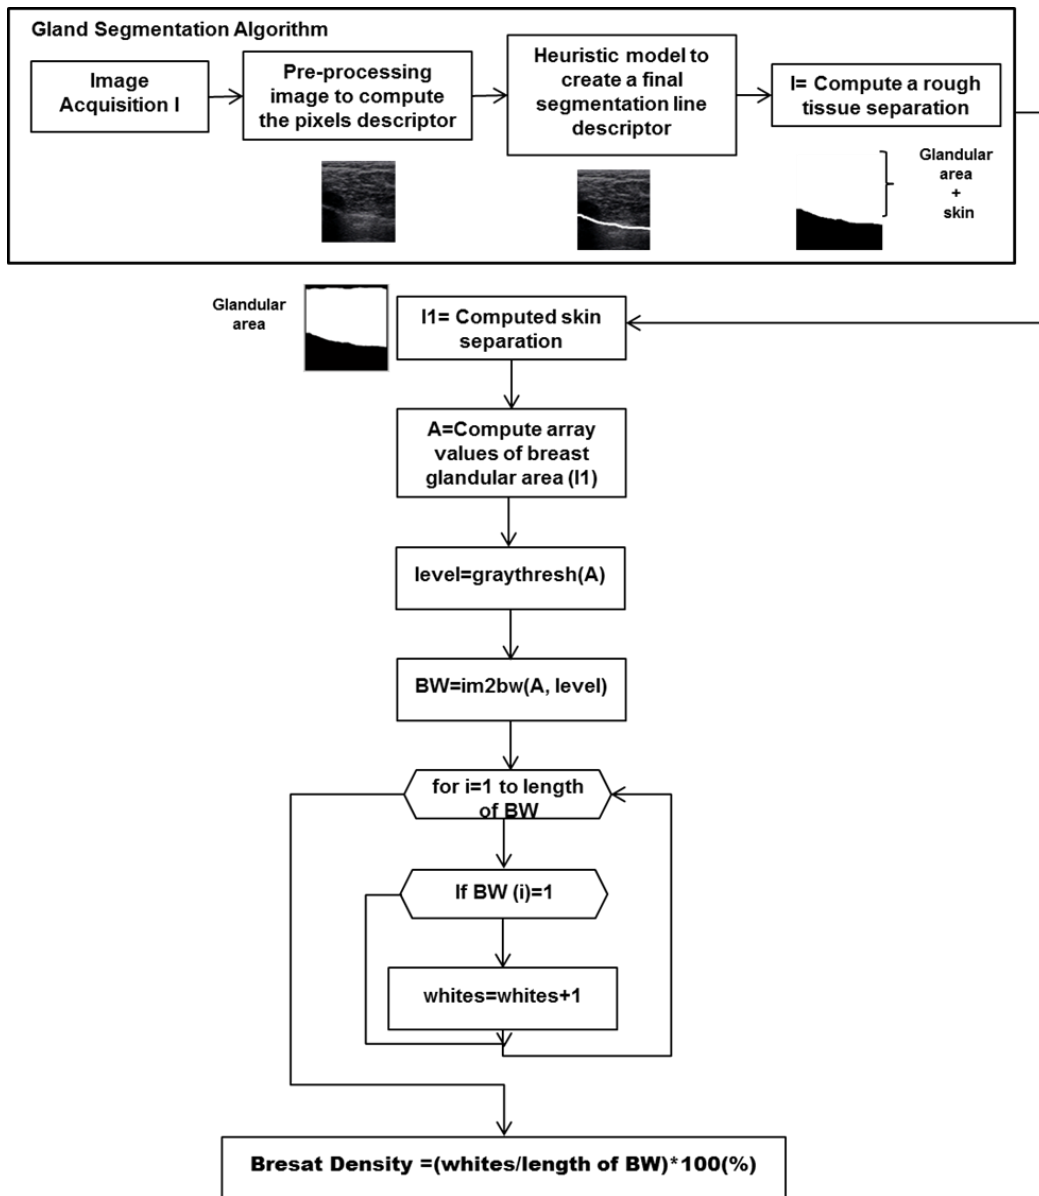 Gland Segmentation Algorithm
Image
Acquisition I
Pre-processing
image to compute
the pixels descriptor
Heuristic model to
create a final
segmentation line
descriptor
I= Compute a rough
tissue separation
Glandular
area
+
skin
Glandular
area
I1= Computed skin
separation
A=Compute array
values of breast
glandular area (I1)
level=graythresh(A)
BW=im2bw(A, level)
for i=1 to length
of BW
If BW (i)=1
whites=whites+1
Bresat Density =(whites/length of BW)*100(%)